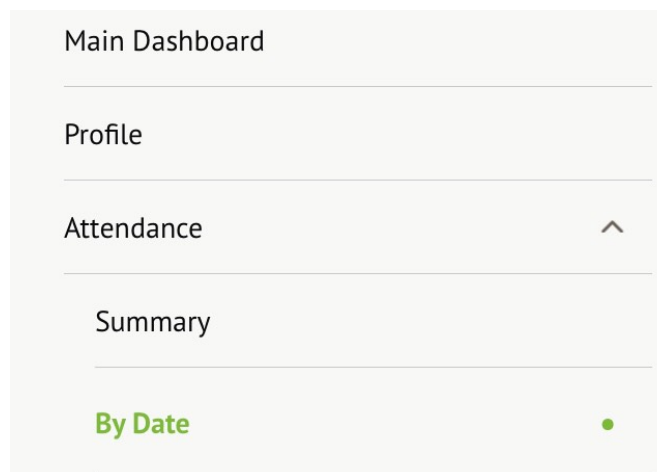 Main Dashboard
Profile
Attendance
Summary
By Date